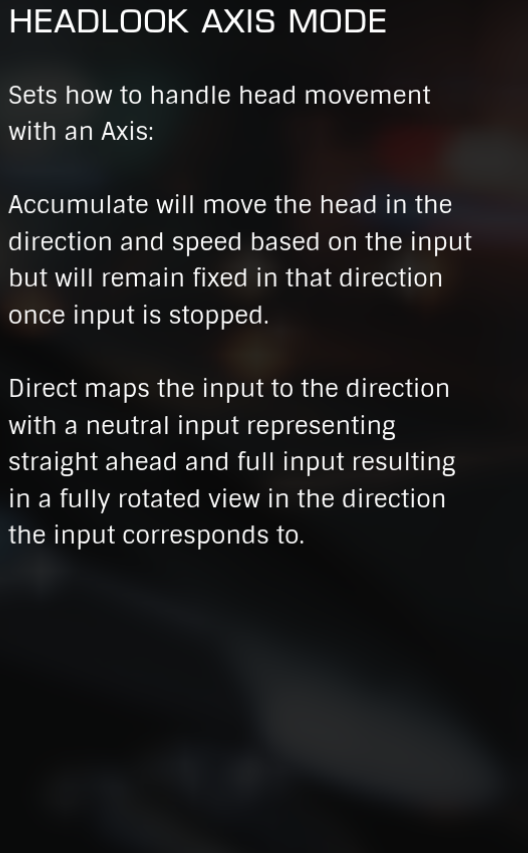 HEADLOOK AXIS MODE
Sets how to handle head movement
with an Axis:
Accumulate will move the head in the
direction and speed based on the input
but will remain fixed in that direction
once input is stopped.
Direct maps the input to the direction
with a neutral input representing
straight ahead and full input resulting
in a fully rotated view in the direction
the input corresponds to.